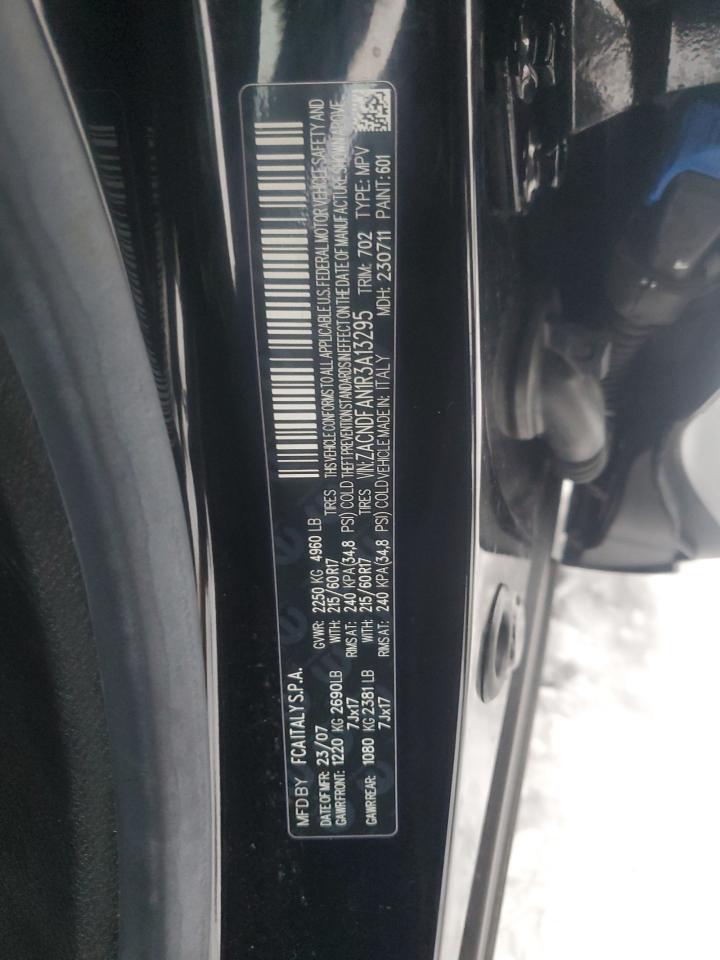 MFD BY FCA ITALY S.P.A.
DATE OF MFR: 23/07 GVWR: 2250 KG 4960 LB
GAWR FRONT: 1220 KG 2690LB WITH: 215/60R17 TIRES
7Jx17 RIMS AT: 240 KPA(34,8 PSI) COLD
GAWR REAR: 1080 KG 2381 LB WITH: 215/60R17 TIRES
7Jx17 RIMS AT: 240 KPA(34,8 PSI) COLD
THIS VEHICLE CONFORMS TO ALL APPLICABLE U.S. FEDERAL MOTOR VEHICLE SAFETY AND
THEFT PREVENTION STANDARDS IN EFFECT ON THE DATE OF MANUFACTURE SHOWN ABOVE
VIN: ZACNDFAN1R3A13295 TRIM: 702 TYPE: MPV
VEHICLE MADE IN: ITALY MDH: 230711 PAINT: 601